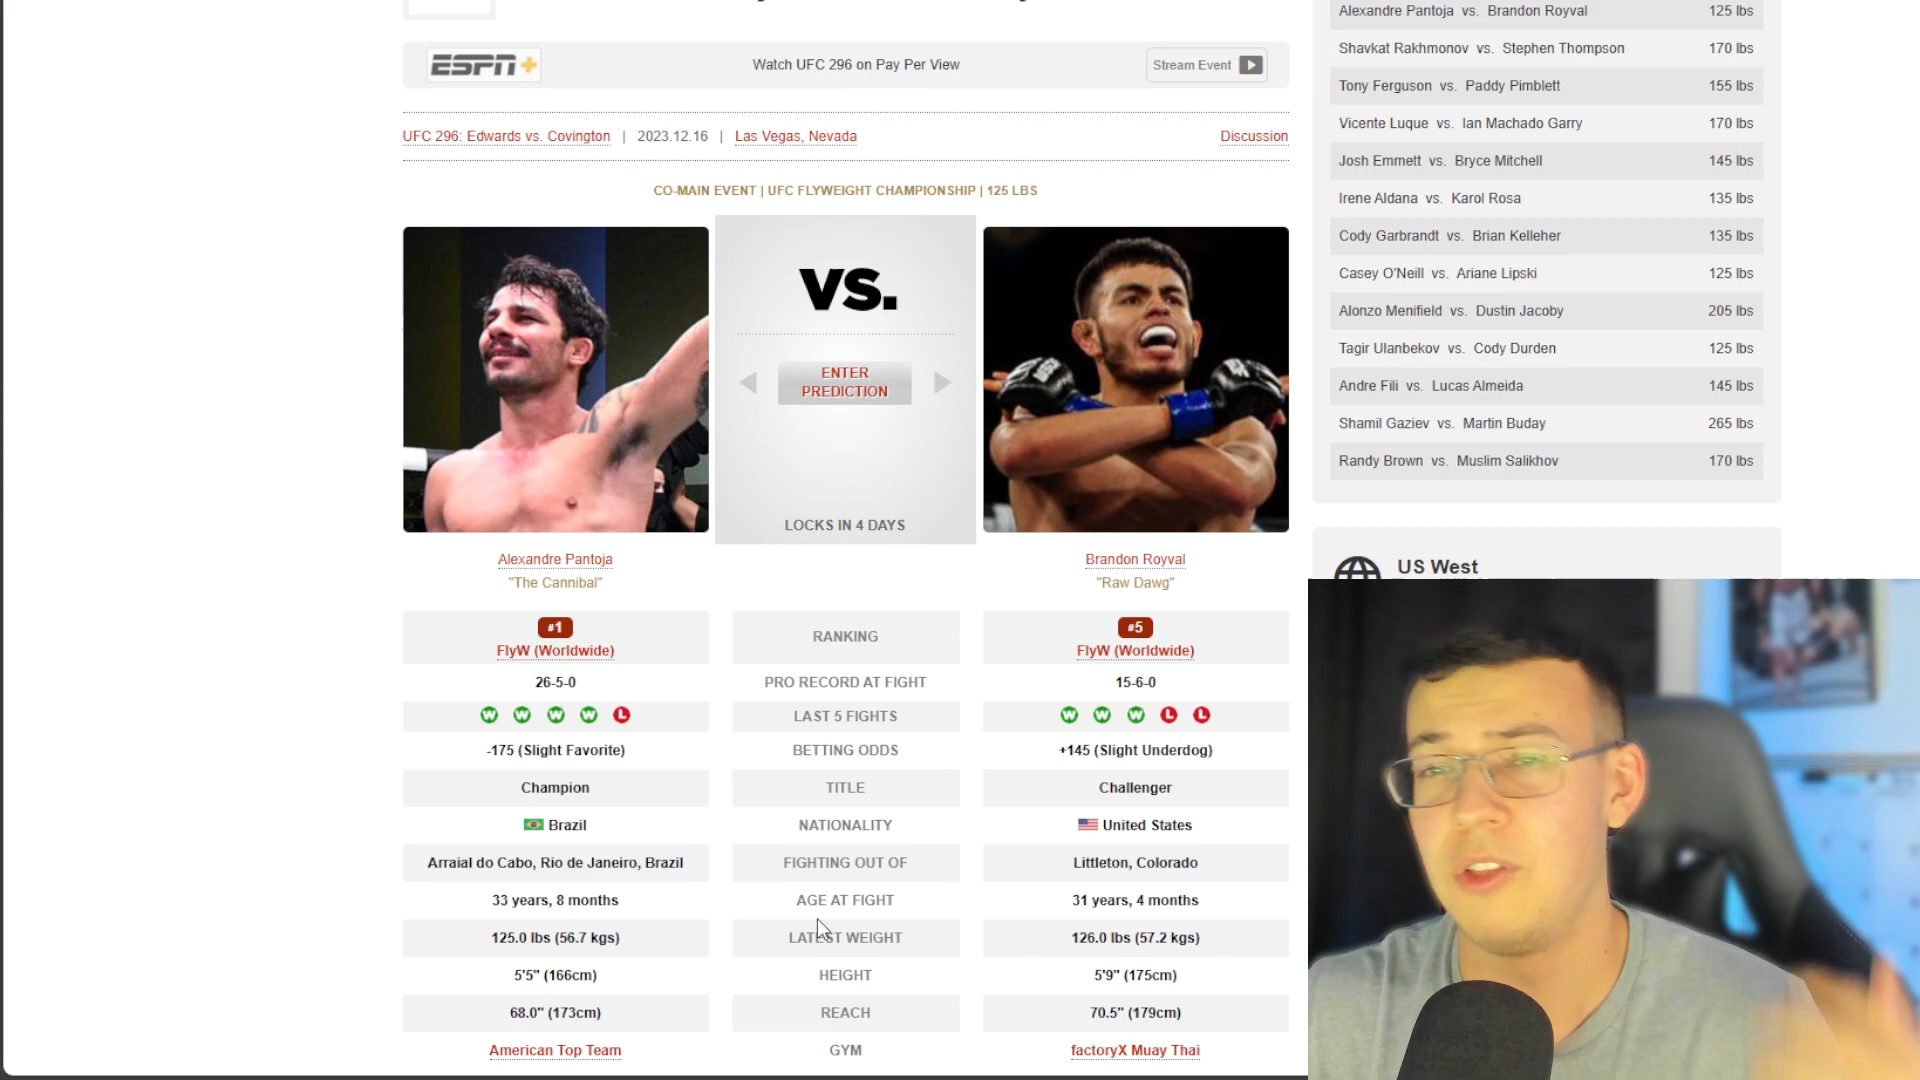 ESPN+
Watch UFC 296 on Pay Per View
Stream Event
UFC 296: Edwards vs. Covington | 2023.12.16 | Las Vegas, Nevada
Discussion
CO-MAIN EVENT | UFC FLYWEIGHT CHAMPIONSHIP | 125 LBS
VS.
ENTER
PREDICTION
LOCKS IN 4 DAYS
Alexandre Pantoja
"The Cannibal"
Brandon Royval
"Raw Dawg"
#1
FlyW (Worldwide)
RANKING
#5
FlyW (Worldwide)
26-5-0 PRO RECORD AT FIGHT 15-6-0
W W W W L LAST 5 FIGHTS W W W L L
-175 (Slight Favorite) BETTING ODDS +145 (Slight Underdog)
Champion TITLE Challenger
Brazil NATIONALITY United States
Arraial do Cabo, Rio de Janeiro, Brazil FIGHTING OUT OF Littleton, Colorado
33 years, 8 months AGE AT FIGHT 31 years, 4 months
125.0 lbs (56.7 kgs) LATEST WEIGHT 126.0 lbs (57.2 kgs)
5'5" (166cm) HEIGHT 5'9" (175cm)
68.0" (173cm) REACH 70.5" (179cm)
American Top Team GYM factoryX Muay Thai
Alexandre Pantoja vs. Brandon Royval 125 lbs
Shavkat Rakhmonov vs. Stephen Thompson 170 lbs
Tony Ferguson vs. Paddy Pimblett 155 lbs
Vicente Luque vs. Ian Machado Garry 170 lbs
Josh Emmett vs. Bryce Mitchell 145 lbs
Irene Aldana vs. Karol Rosa 135 lbs
Cody Garbrandt vs. Brian Kelleher 135 lbs
Casey O'Neill vs. Ariane Lipski 125 lbs
Alonzo Menifield vs. Dustin Jacoby 205 lbs
Tagir Ulanbekov vs. Cody Durden 125 lbs
Andre Fili vs. Lucas Almeida 145 lbs
Shamil Gaziev vs. Martin Buday 265 lbs
Randy Brown vs. Muslim Salikhov 170 lbs
US West